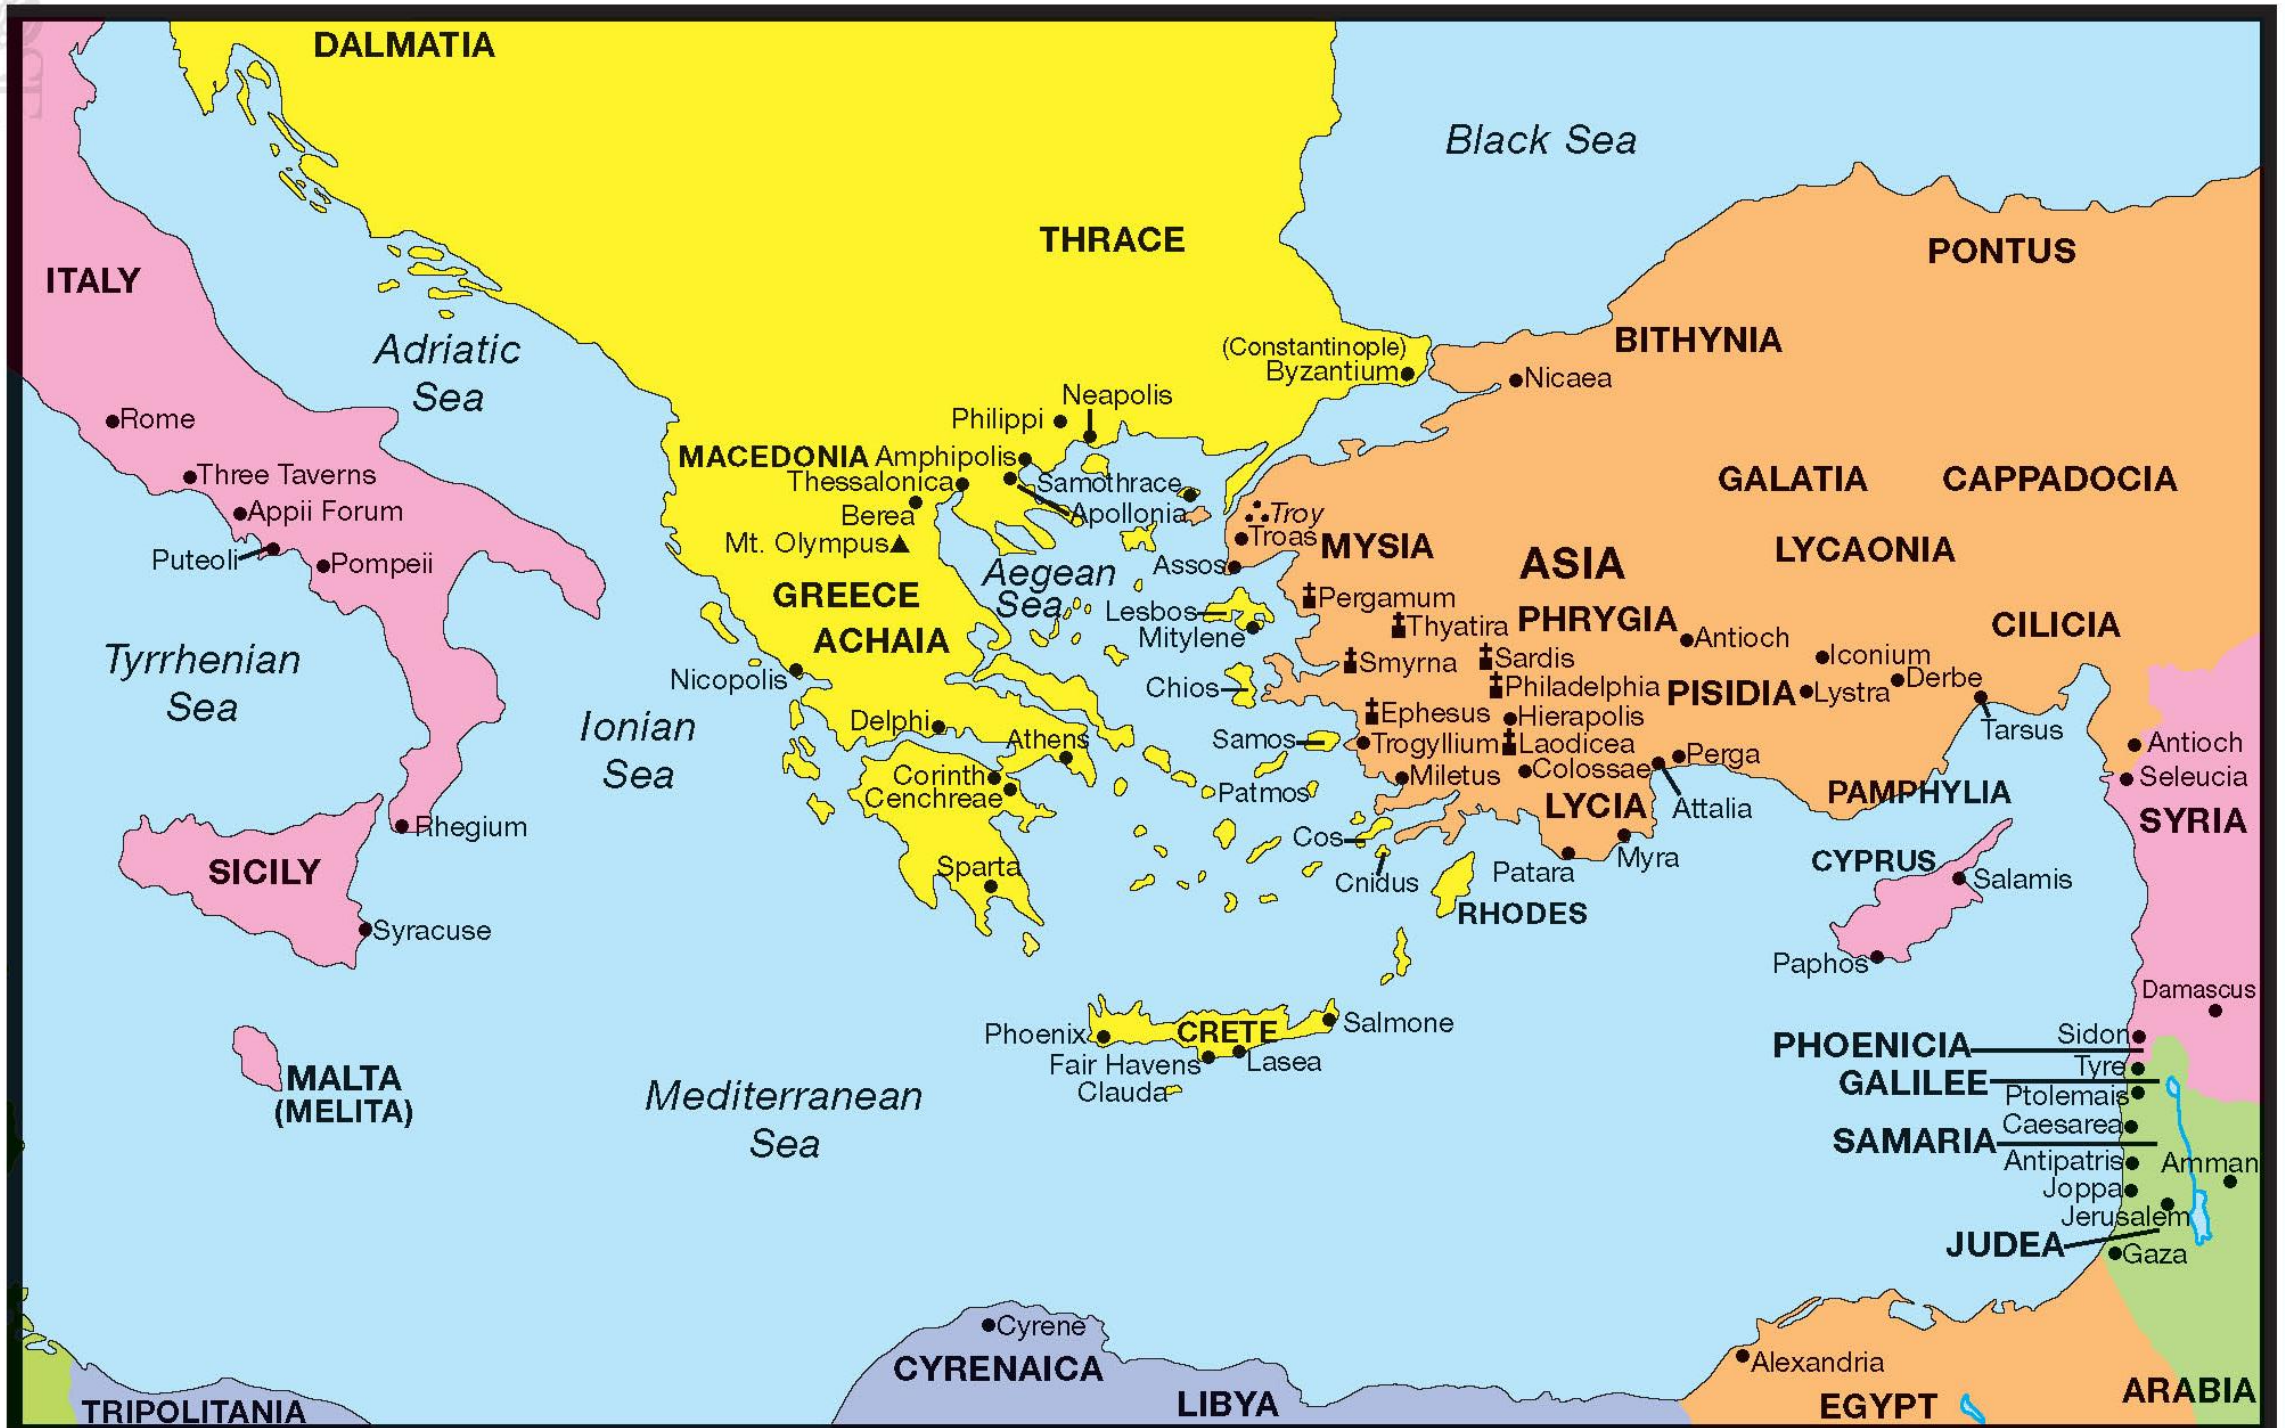 DALMATIA
Black Sea
THRACE
PONTUS
ITALY
Adriatic
Sea
(Constantinople)
Byzantium
BITHYNIA
Nicaea
Neapolis
Philippi
Rome
MACEDONIA
Amphipolis
Thessalonica
Samothrace
Three Taverns
GALATIA
CAPPADOCIA
Appii Forum
Berea
Apollonia
Troy
Troas
MYSIA
Puteoli
Pompeii
Mt. Olympus
Aegean
Sea
Assos
ASIA
LYCAONIA
GREECE
ACHAIA
Lesbos
Mitylene
Pergamum
Thyatira
PHRYGIA
Antioch
CILICIA
Tyrrhenian
Sea
Smyrna
Sardis
Iconium
Derbe
Nicopolis
Chios
Philadelphia
PISIDIA
Lystra
Ionian
Sea
Delphi
Athens
Ephesus
Hierapolis
Tarsus
Samos
Trogyllium
Laodicea
Perga
Antioch
Corinth
Cenchreae
Miletus
Colossae
Seleucia
Patmos
LYCIA
Attalia
PAMPHYLIA
SYRIA
Rhegium
Cos
Myra
SICILY
Sparta
Cnidus
Patara
CYPRUS
Salamis
RHODES
Syracuse
Paphos
Damascus
Phoenix
CRETE
Salmone
Sidon
PHOENICIA
Fair Havens
Lasea
Tyre
MALTA
(MELITA)
Clauda
GALILEE
Ptolemais
Mediterranean
Sea
Caesarea
SAMARIA
Antipatris
Amman
Joppa
Jerusalem
JUDEA
Gaza
Cyrene
CYRENAICA
Alexandria
TRIPOLITANIA
LIBYA
EGYPT
ARABIA